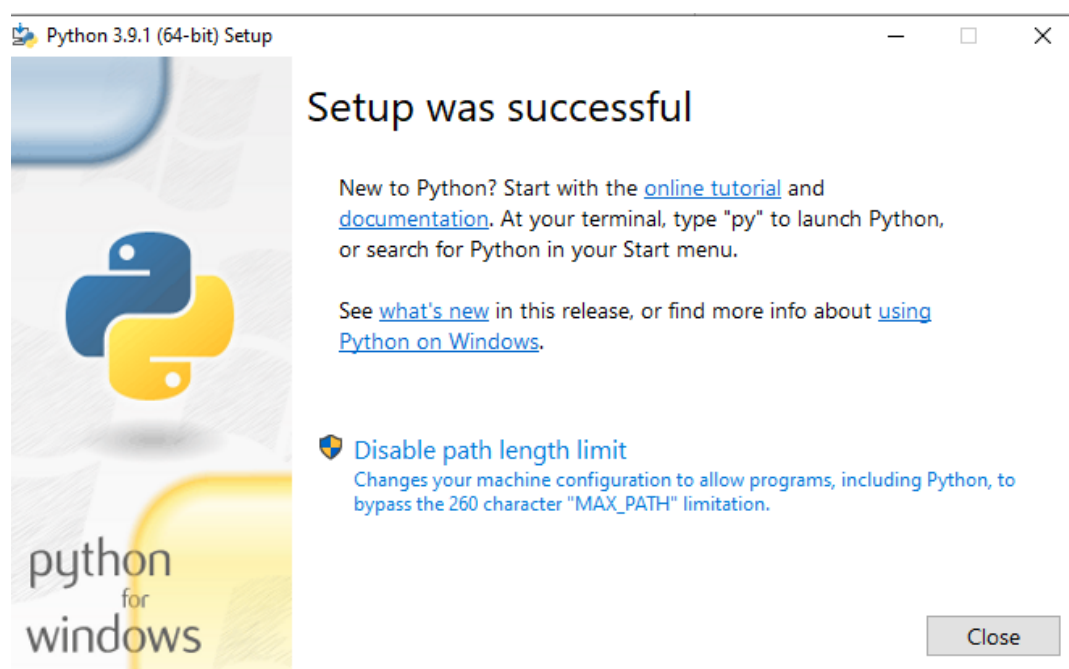 Python 3.9.1 (64-bit) Setup
Setup was successful
New to Python? Start with the online tutorial and
documentation. At your terminal, type "py" to launch Python,
or search for Python in your Start menu.
See what's new in this release, or find more info about using
Python on Windows.
Disable path length limit
Changes your machine configuration to allow programs, including Python, to
bypass the 260 character "MAX_PATH" limitation.
python
for
windows
Close